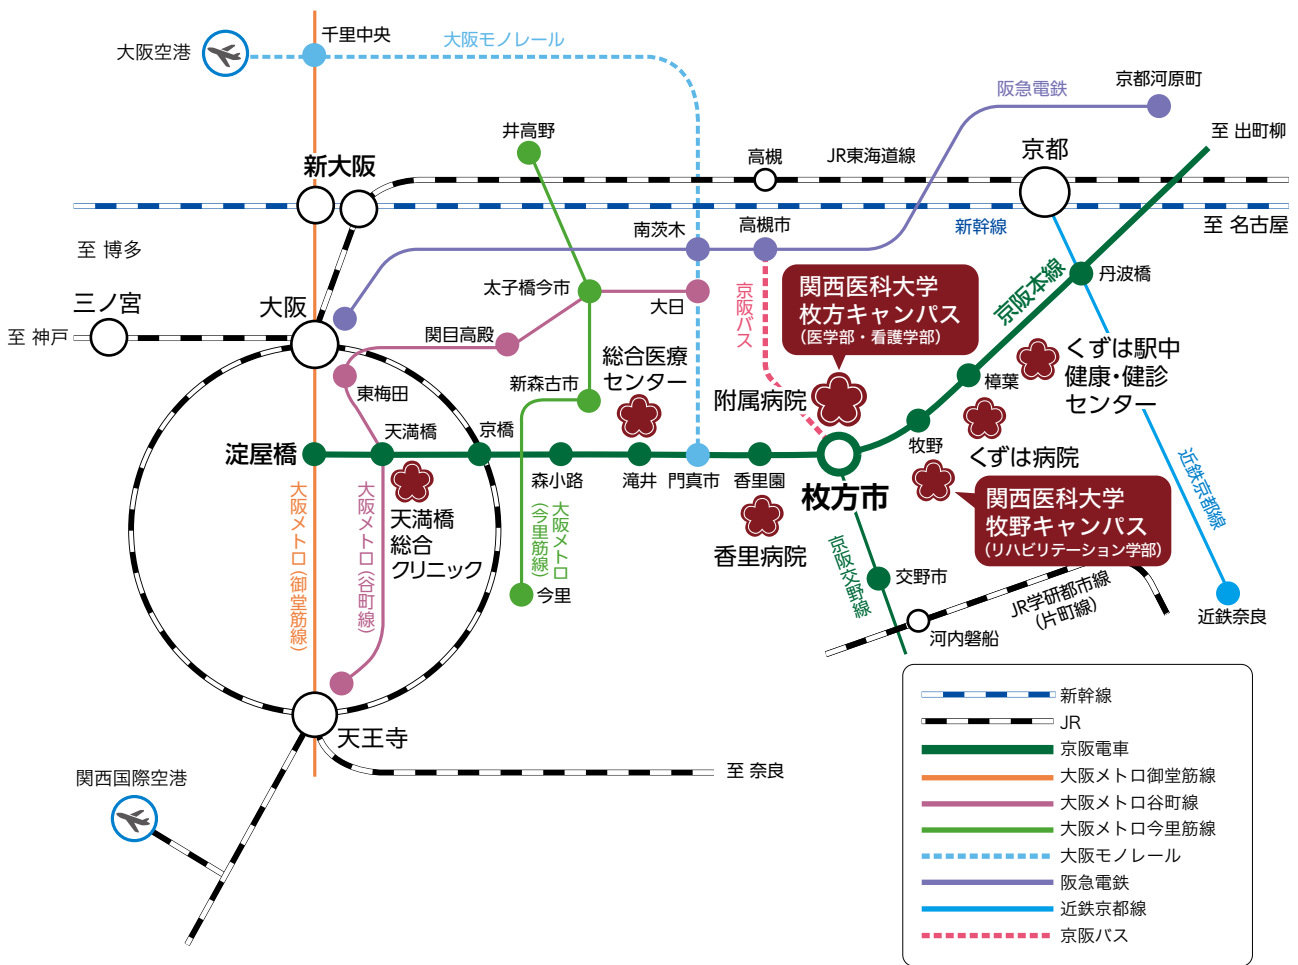 千里中央
大阪モノレール
大阪空港
阪急電鉄
京都河原町
井高野
至 出町柳
新大阪
高槻
JR東海道線
京都
至 博多
南茨木
高槻市
新幹線
至 名古屋
三ノ宮
大阪
太子橋今市
大日
京阪バス
関西医科大学
枚方キャンパス
(医学部・看護学部)
京阪本線
丹波橋
至 神戸
関目高殿
総合医療
センター
くずは駅中
健康・健診
センター
東梅田
新森古市
附属病院
樟葉
淀屋橋
天満橋
京橋
牧野
くずは病院
森小路
滝井
門真市
香里園
枚方市
近鉄京都線
大阪メトロ(御堂筋線)
大阪メトロ(谷町線)
天満橋
総合
クリニック
大阪メトロ
(今里筋線)
香里病院
関西医科大学
牧野キャンパス
(リハビリテーション学部)
京阪交野線
今里
交野市
JR学研都市線
(片町線)
河内磐船
近鉄奈良
天王寺
至 奈良
関西国際空港
新幹線
JR
京阪電車
大阪メトロ御堂筋線
大阪メトロ谷町線
大阪メトロ今里筋線
大阪モノレール
阪急電鉄
近鉄京都線
京阪バス